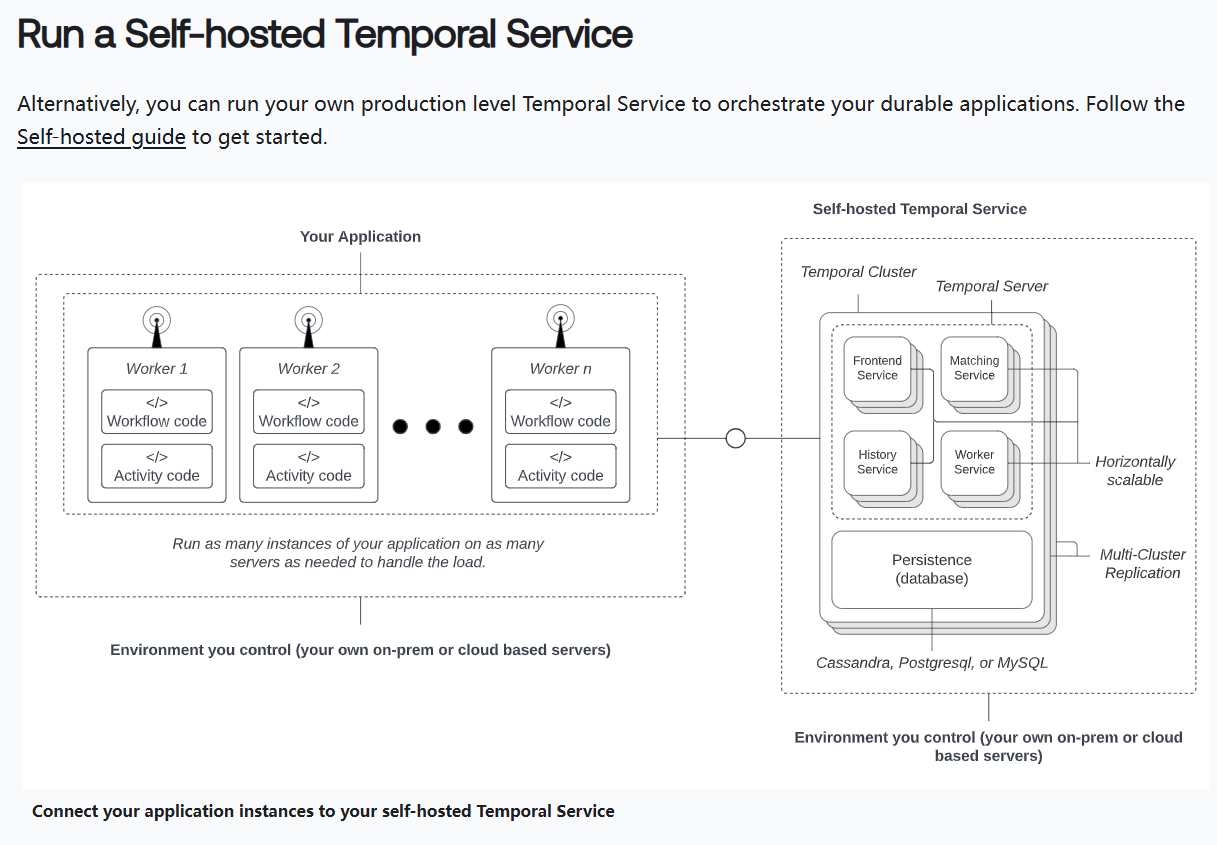 Run a Self-hosted Temporal Service
Alternatively, you can run your own production level Temporal Service to orchestrate your durable applications. Follow the
Self-hosted guide to get started.
Your Application
Worker 1
</>
Workflow code
</>
Activity code
Worker 2
</>
Workflow code
</>
Activity code
Worker n
</>
Workflow code
</>
Activity code
Run as many instances of your application on as many
servers as needed to handle the load.
Environment you control (your own on-prem or cloud based servers)
Self-hosted Temporal Service
Temporal Cluster
Temporal Server
Frontend
Service
Matching
Service
History
Service
Worker
Service
Horizontally
scalable
Persistence
(database)
Multi-Cluster
Replication
Cassandra, Postgresql, or MySQL
Environment you control (your own on-prem or cloud
based servers)
Connect your application instances to your self-hosted Temporal Service